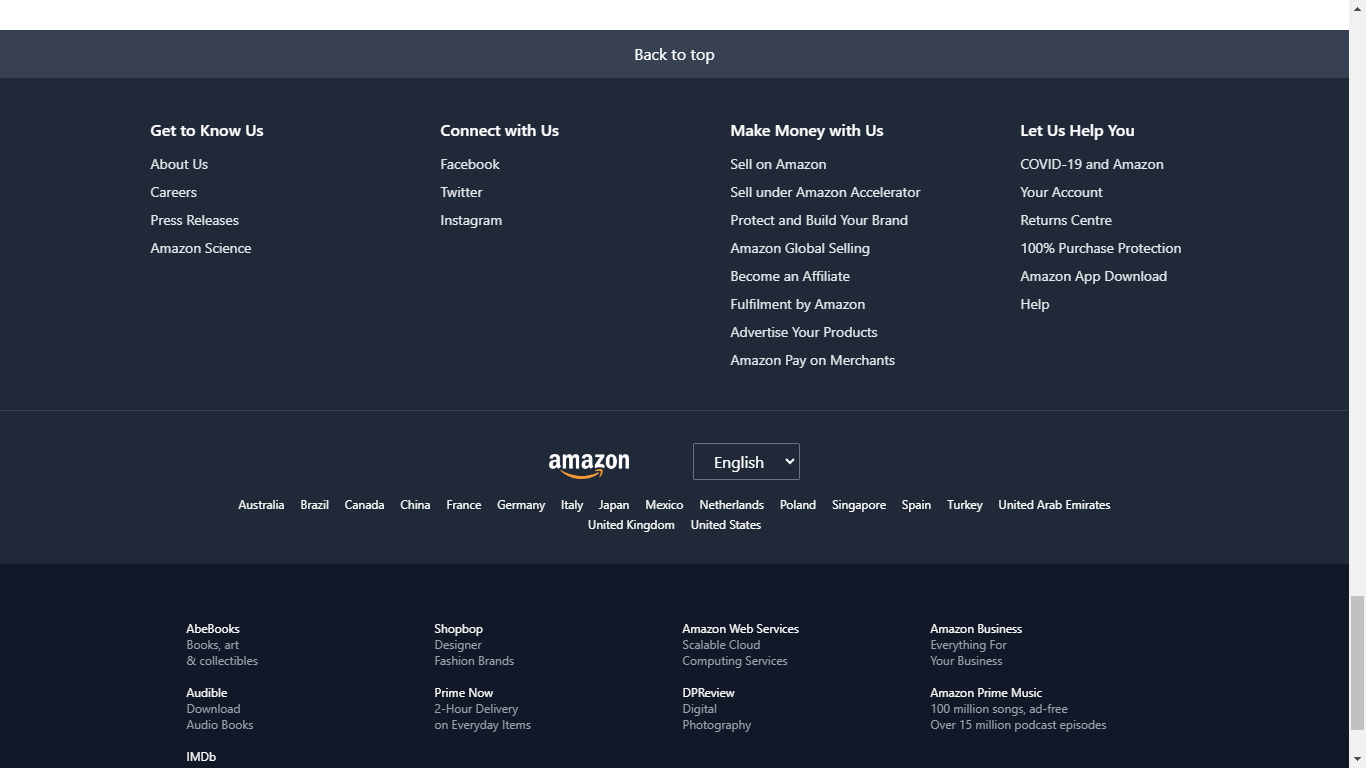 Back to top
Get to Know Us
About Us
Careers
Press Releases
Amazon Science
Connect with Us
Facebook
Twitter
Instagram
Make Money with Us
Sell on Amazon
Sell under Amazon Accelerator
Protect and Build Your Brand
Amazon Global Selling
Become an Affiliate
Fulfilment by Amazon
Advertise Your Products
Amazon Pay on Merchants
Let Us Help You
COVID-19 and Amazon
Your Account
Returns Centre
100% Purchase Protection
Amazon App Download
Help
amazon
English
Australia Brazil Canada China France Germany Italy Japan Mexico Netherlands Poland Singapore Spain Turkey United Arab Emirates
United Kingdom United States
AbeBooks
Books, art
& collectibles
Shopbop
Designer
Fashion Brands
Amazon Web Services
Scalable Cloud
Computing Services
Amazon Business
Everything For
Your Business
Audible
Download
Audio Books
Prime Now
2-Hour Delivery
on Everyday Items
DPReview
Digital
Photography
Amazon Prime Music
100 million songs, ad-free
Over 15 million podcast episodes
IMDb